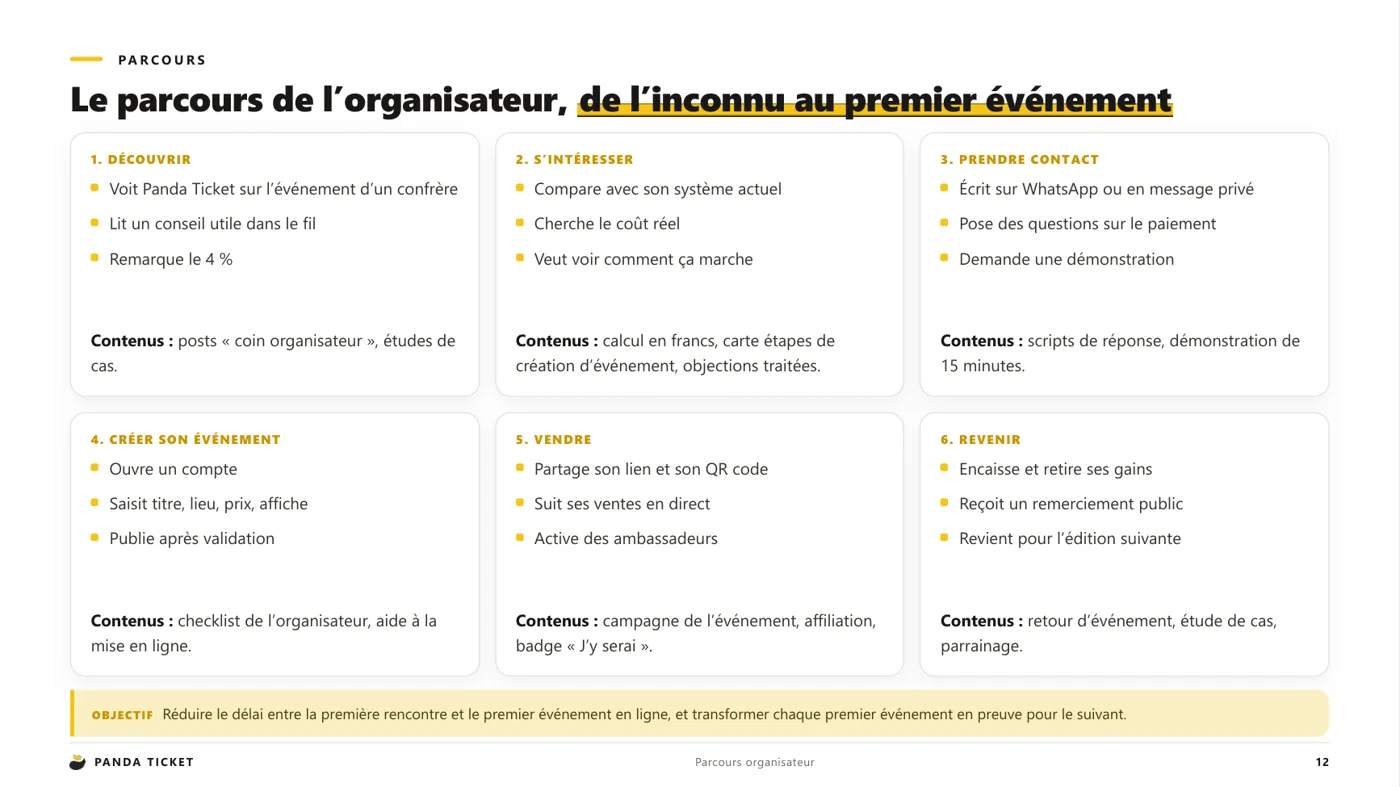 PARCOURS
Le parcours de l’organisateur, de l’inconnu au premier événement
1. DÉCOUVRIR
Voit Panda Ticket sur l’événement d’un confrère
Lit un conseil utile dans le fil
Remarque le 4 %
Contenus : posts « coin organisateur », études de
cas.
2. S’INTÉRESSER
Compare avec son système actuel
Cherche le coût réel
Veut voir comment ça marche
Contenus : calcul en francs, carte étapes de
création d’événement, objections traitées.
3. PRENDRE CONTACT
Écrit sur WhatsApp ou en message privé
Pose des questions sur le paiement
Demande une démonstration
Contenus : scripts de réponse, démonstration de
15 minutes.
4. CRÉER SON ÉVÉNEMENT
Ouvre un compte
Saisit titre, lieu, prix, affiche
Publie après validation
Contenus : checklist de l’organisateur, aide à la
mise en ligne.
5. VENDRE
Partage son lien et son QR code
Suit ses ventes en direct
Active des ambassadeurs
Contenus : campagne de l’événement, affiliation,
badge « J’y serai ».
6. REVENIR
Encaisse et retire ses gains
Reçoit un remerciement public
Revient pour l’édition suivante
Contenus : retour d’événement, étude de cas,
parrainage.
OBJECTIF Réduire le délai entre la première rencontre et le premier événement en ligne, et transformer chaque premier événement en preuve pour le suivant.
PANDA TICKET
Parcours organisateur
12